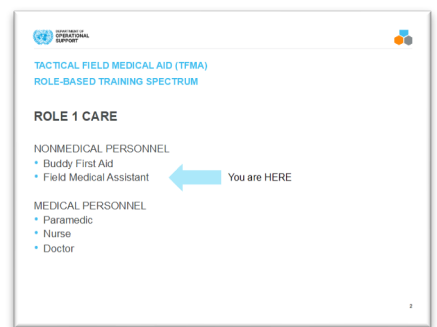 DEPARTMENT OF
OPERATIONAL
SUPPORT
TACTICAL FIELD MEDICAL AID (TFMA)
ROLE-BASED TRAINING SPECTRUM
ROLE 1 CARE
NONMEDICAL PERSONNEL
• Buddy First Aid
• Field Medical Assistant
You are HERE
MEDICAL PERSONNEL
• Paramedic
• Nurse
• Doctor
2